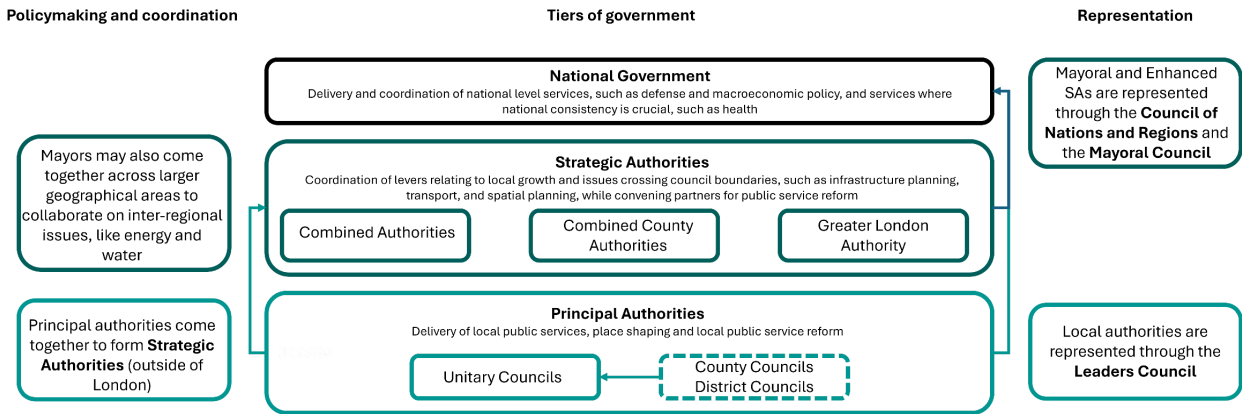 Policymaking and coordination
Tiers of government
Representation
National Government
Delivery and coordination of national level services, such as defense and macroeconomic policy, and services where
national consistency is crucial, such as health
Mayoral and Enhanced
SAs are represented
through the Council of
Nations and Regions and
the Mayoral Council
Mayors may also come
together across larger
geographical areas to
collaborate on inter-regional
issues, like energy and
water
Strategic Authorities
Coordination of levers relating to local growth and issues crossing council boundaries, such as infrastructure planning,
transport, and spatial planning, while convening partners for public service reform
Combined Authorities
Combined County
Authorities
Greater London
Authority
Principal authorities come
together to form Strategic
Authorities (outside of
London)
Principal Authorities
Delivery of local public services, place shaping and local public service reform
Unitary Councils
County Councils
District Councils
Local authorities are
represented through the
Leaders Council